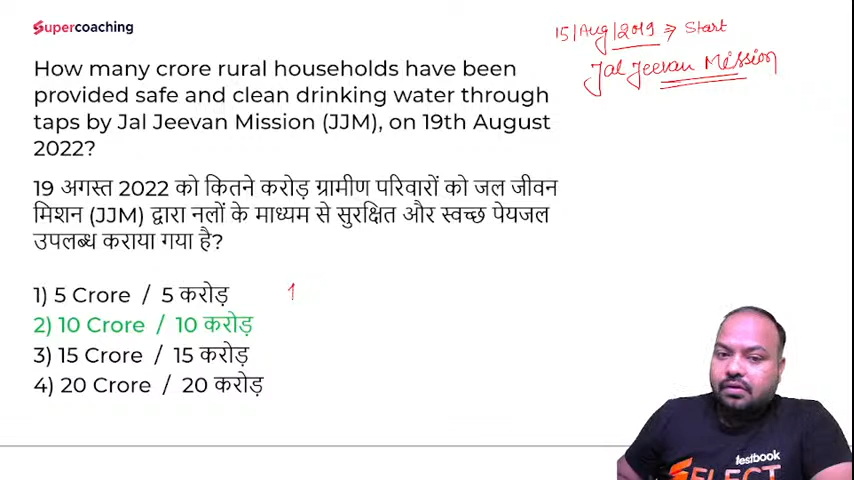 Supercoaching
15/Aug/2019 ⇒ Start
Jal Jeevan Mission
How many crore rural households have been
provided safe and clean drinking water through
taps by Jal Jeevan Mission (JJM), on 19th August
2022?
19 अगस्त 2022 को कितने करोड़ ग्रामीण परिवारों को जल जीवन
मिशन (JJM) द्वारा नलों के माध्यम से सुरक्षित और स्वच्छ पेयजल
उपलब्ध कराया गया है?
1) 5 Crore / 5 करोड़
1
2) 10 Crore / 10 करोड़
3) 15 Crore / 15 करोड़
4) 20 Crore / 20 करोड़
testbook
SELECT